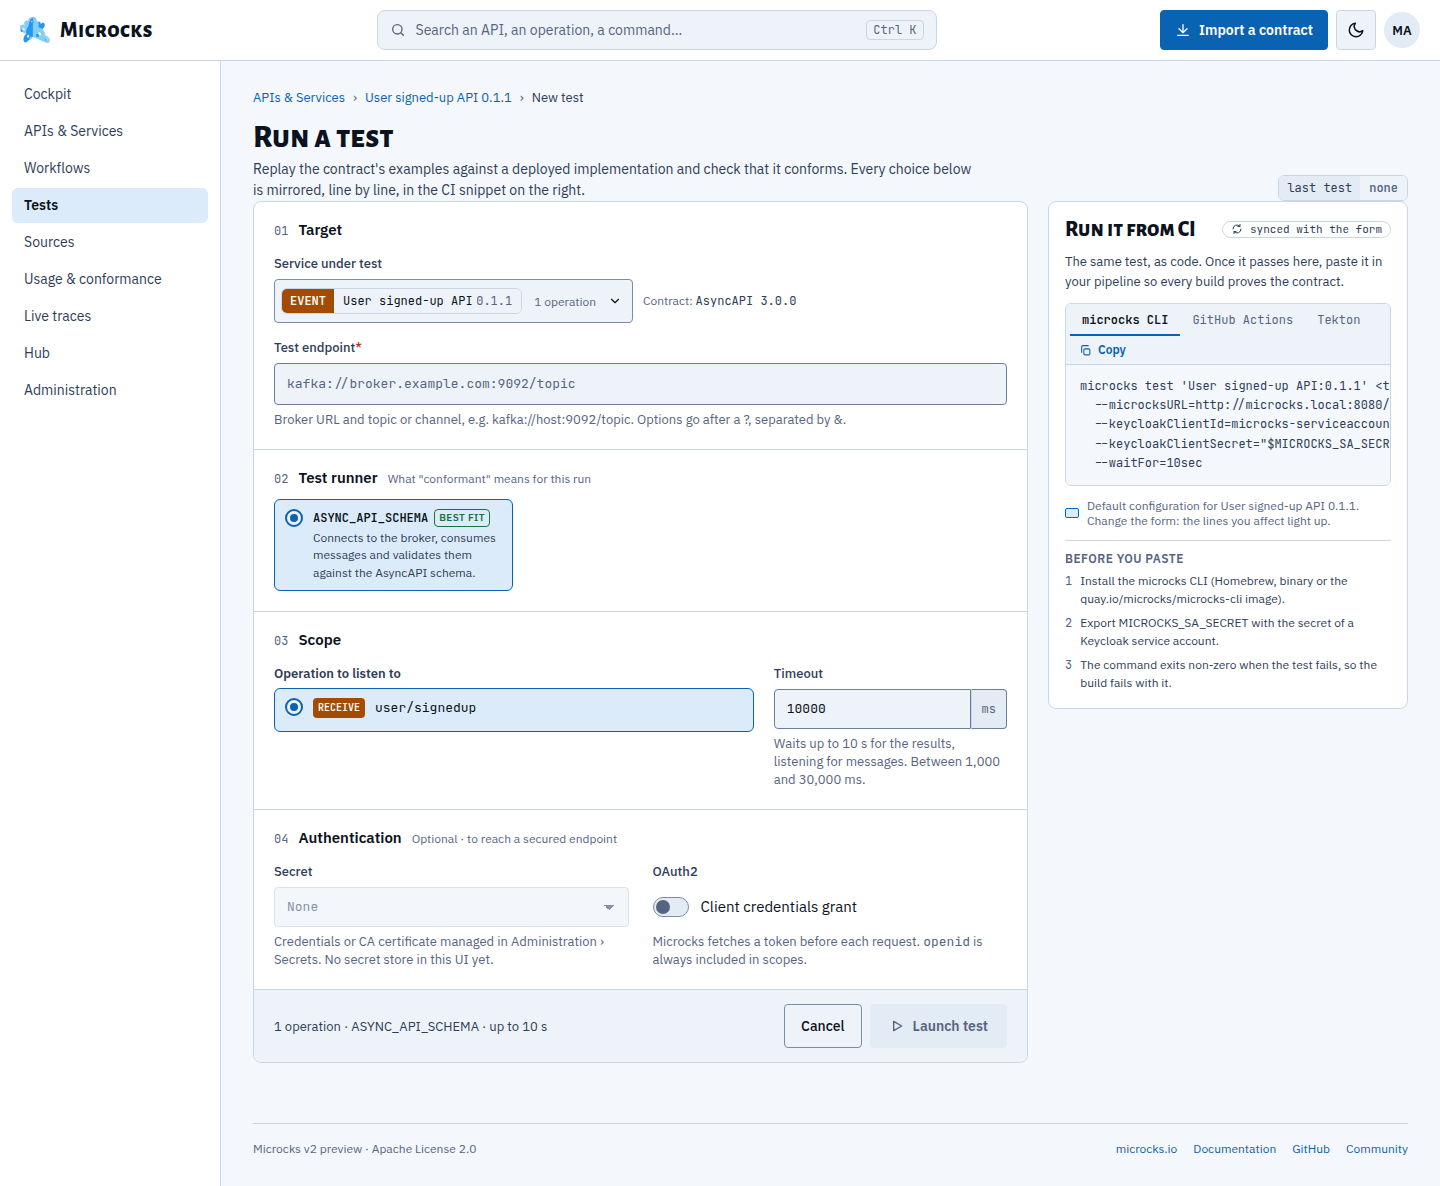 Microcks
Search an API, an operation, a command...
Ctrl K
Import a contract
MA
Cockpit
APIs & Services
Workflows
Tests
Sources
Usage & conformance
Live traces
Hub
Administration
APIs & Services › User signed-up API 0.1.1 › New test
Run a test
Replay the contract's examples against a deployed implementation and check that it conforms. Every choice below
is mirrored, line by line, in the CI snippet on the right.
last test none
01 Target
Service under test
EVENT User signed-up API 0.1.1 1 operation
Contract: AsyncAPI 3.0.0
Test endpoint*
kafka://broker.example.com:9092/topic
Broker URL and topic or channel, e.g. kafka://host:9092/topic. Options go after a ?, separated by &.
02 Test runner What "conformant" means for this run
ASYNC_API_SCHEMA BEST FIT
Connects to the broker, consumes
messages and validates them
against the AsyncAPI schema.
03 Scope
Operation to listen to
RECEIVE user/signedup
Timeout
10000 ms
Waits up to 10 s for the results,
listening for messages. Between 1,000
and 30,000 ms.
04 Authentication Optional · to reach a secured endpoint
Secret
None
Credentials or CA certificate managed in Administration ›
Secrets. No secret store in this UI yet.
OAuth2
Client credentials grant
Microcks fetches a token before each request. openid is
always included in scopes.
1 operation · ASYNC_API_SCHEMA · up to 10 s
Cancel
Launch test
Run it from CI
synced with the form
The same test, as code. Once it passes here, paste it in
your pipeline so every build proves the contract.
microcks CLI GitHub Actions Tekton
Copy
microcks test 'User signed-up API:0.1.1' <t
--microcksURL=http://microcks.local:8080/
--keycloakClientId=microcks-serviceaccoun
--keycloakClientSecret="$MICROCKS_SA_SECR
--waitFor=10sec
Default configuration for User signed-up API 0.1.1.
Change the form: the lines you affect light up.
BEFORE YOU PASTE
1 Install the microcks CLI (Homebrew, binary or the
quay.io/microcks/microcks-cli image).
2 Export MICROCKS_SA_SECRET with the secret of a
Keycloak service account.
3 The command exits non-zero when the test fails, so the
build fails with it.
Microcks v2 preview · Apache License 2.0
microcks.io Documentation GitHub Community